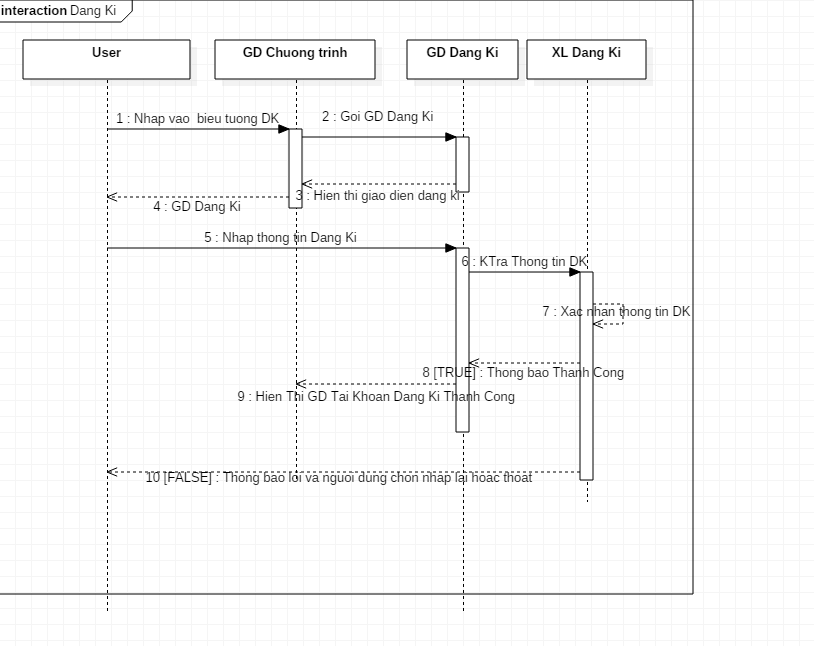 interaction Dang Ki
User
GD Chuong trinh
GD Dang Ki
XL Dang Ki
1 : Nhap vao  bieu tuong DK
2 : Goi GD Dang Ki
3 : Hien thi giao dien dang ki
4 : GD Dang Ki
5 : Nhap thong tin Dang Ki
6 : KTra Thong tin DK
7 : Xac nhan thong tin DK
8 [TRUE] : Thong bao Thanh Cong
9 : Hien Thi GD Tai Khoan Dang Ki Thanh Cong
10 [FALSE] : Thong bao loi va nguoi dung chon nhap lai hoac thoat